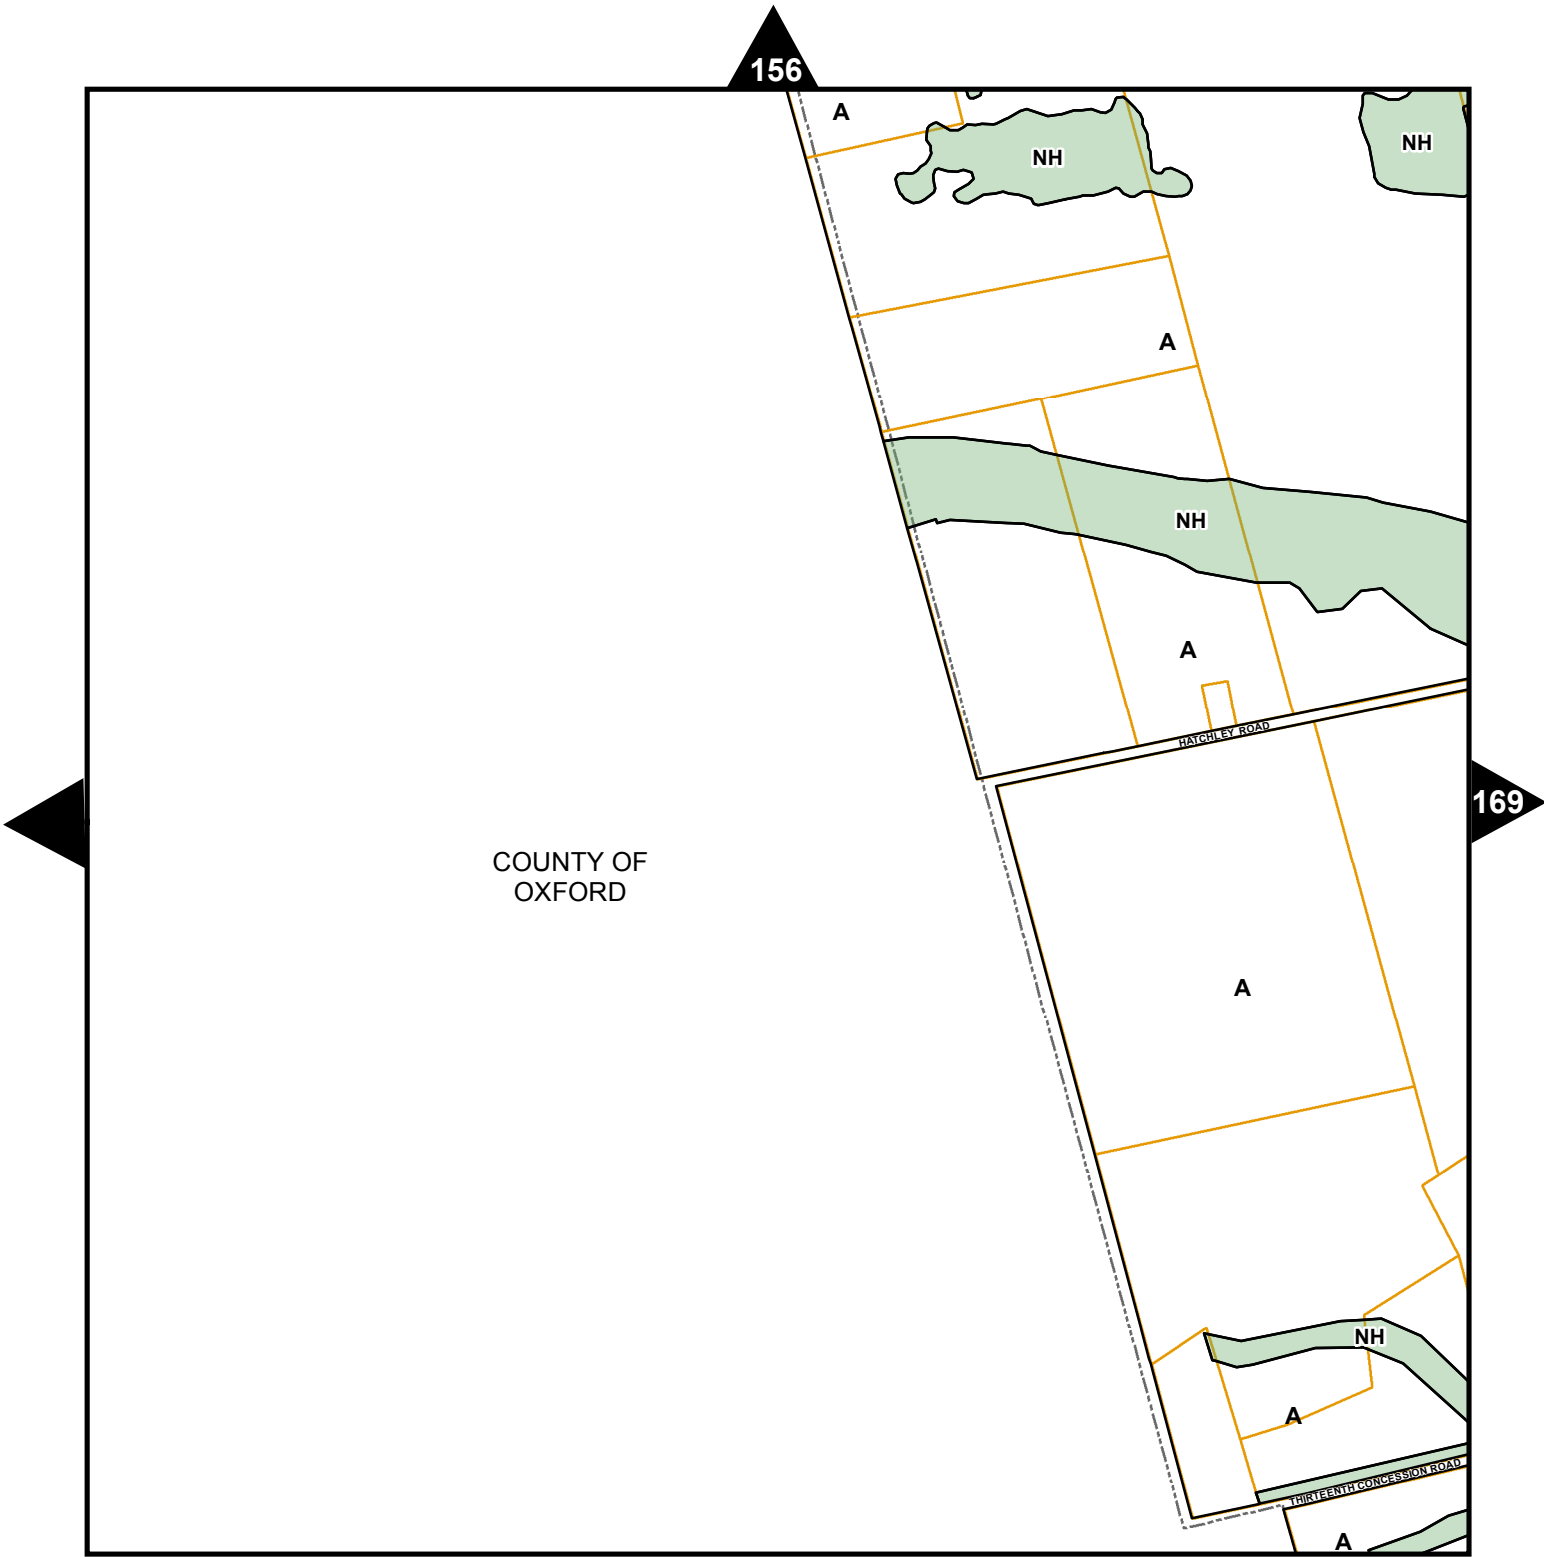 156
A
NH
NH
A
NH
A
HATCHLEY ROAD
169
COUNTY OF
OXFORD
A
NH
A
THIRTEENTH CONCESSION ROAD
A